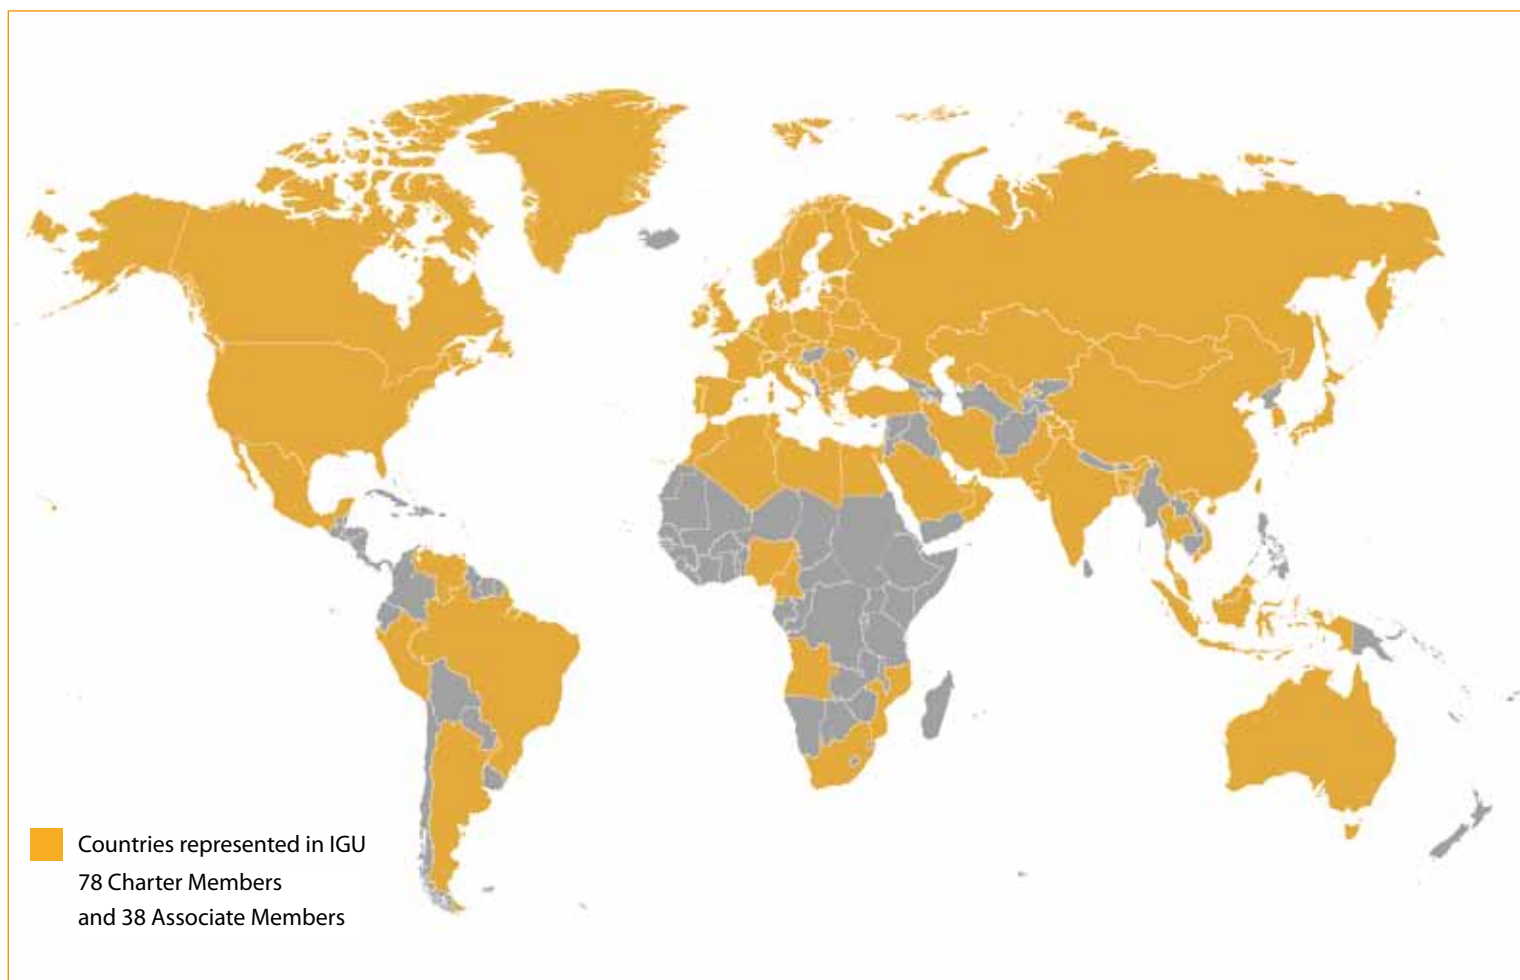 Countries represented in IGU
78 Charter Members
and 38 Associate Members